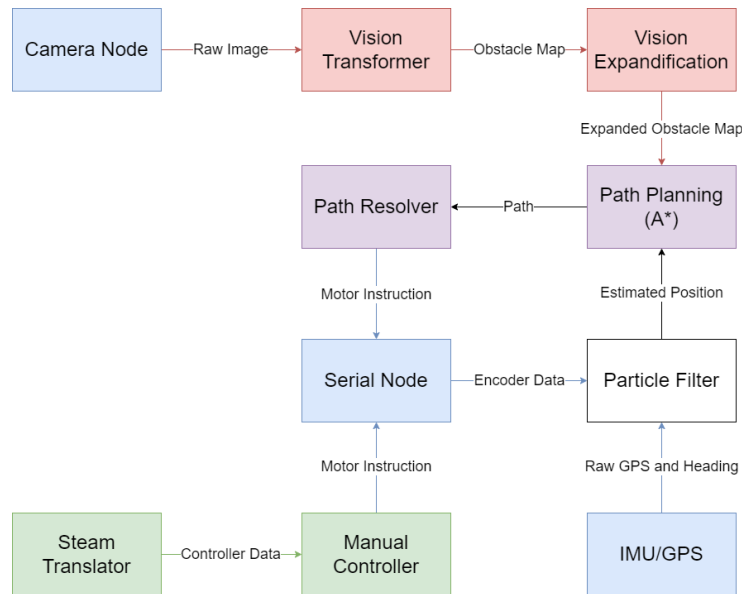 Camera Node
Raw Image
Vision
Transformer
Obstacle Map
Vision
Expandification
Expanded Obstacle Map
Path Resolver
Path
Path Planning
(A*)
Motor Instruction
Estimated Position
Serial Node
Encoder Data
Particle Filter
Motor Instruction
Raw GPS and Heading
Steam
Translator
Controller Data
Manual
Controller
IMU/GPS